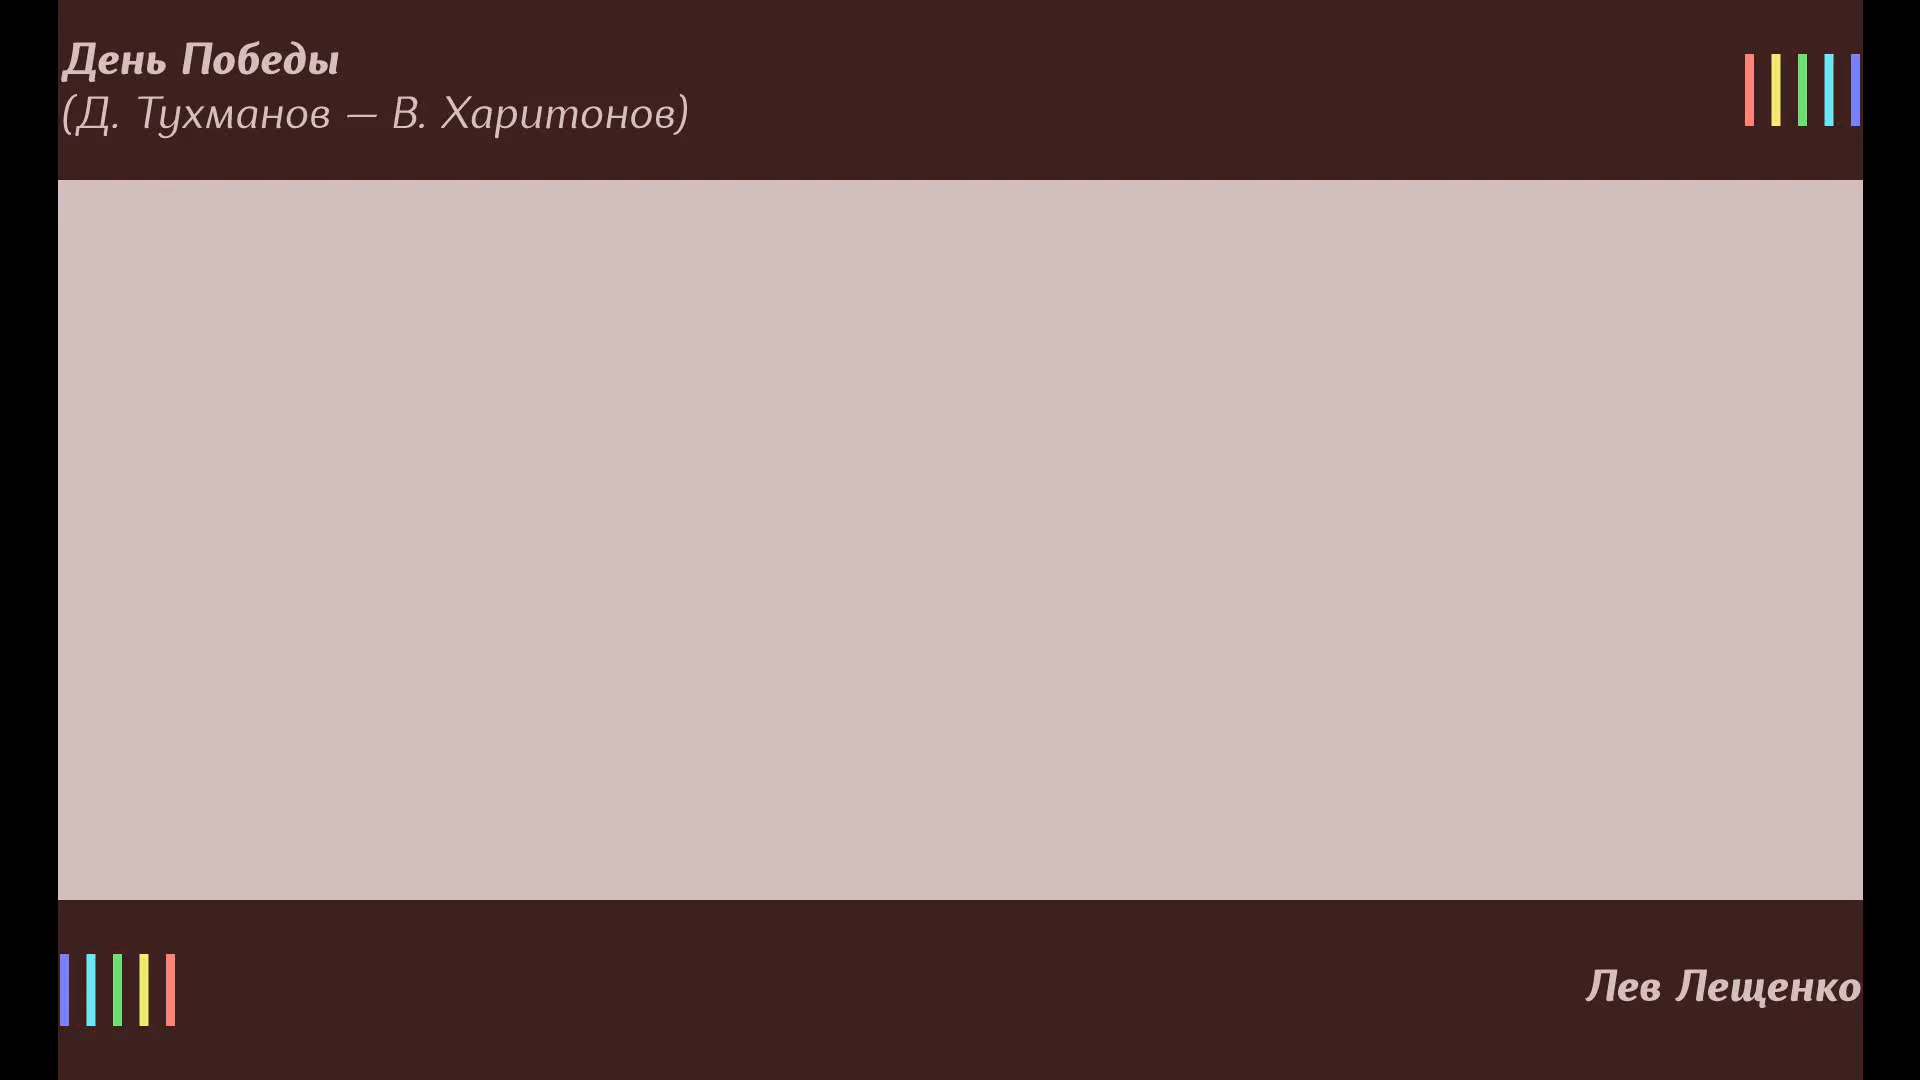 День Победы
(Д. Тухманов — В. Харитонов)
Лев Лещенко